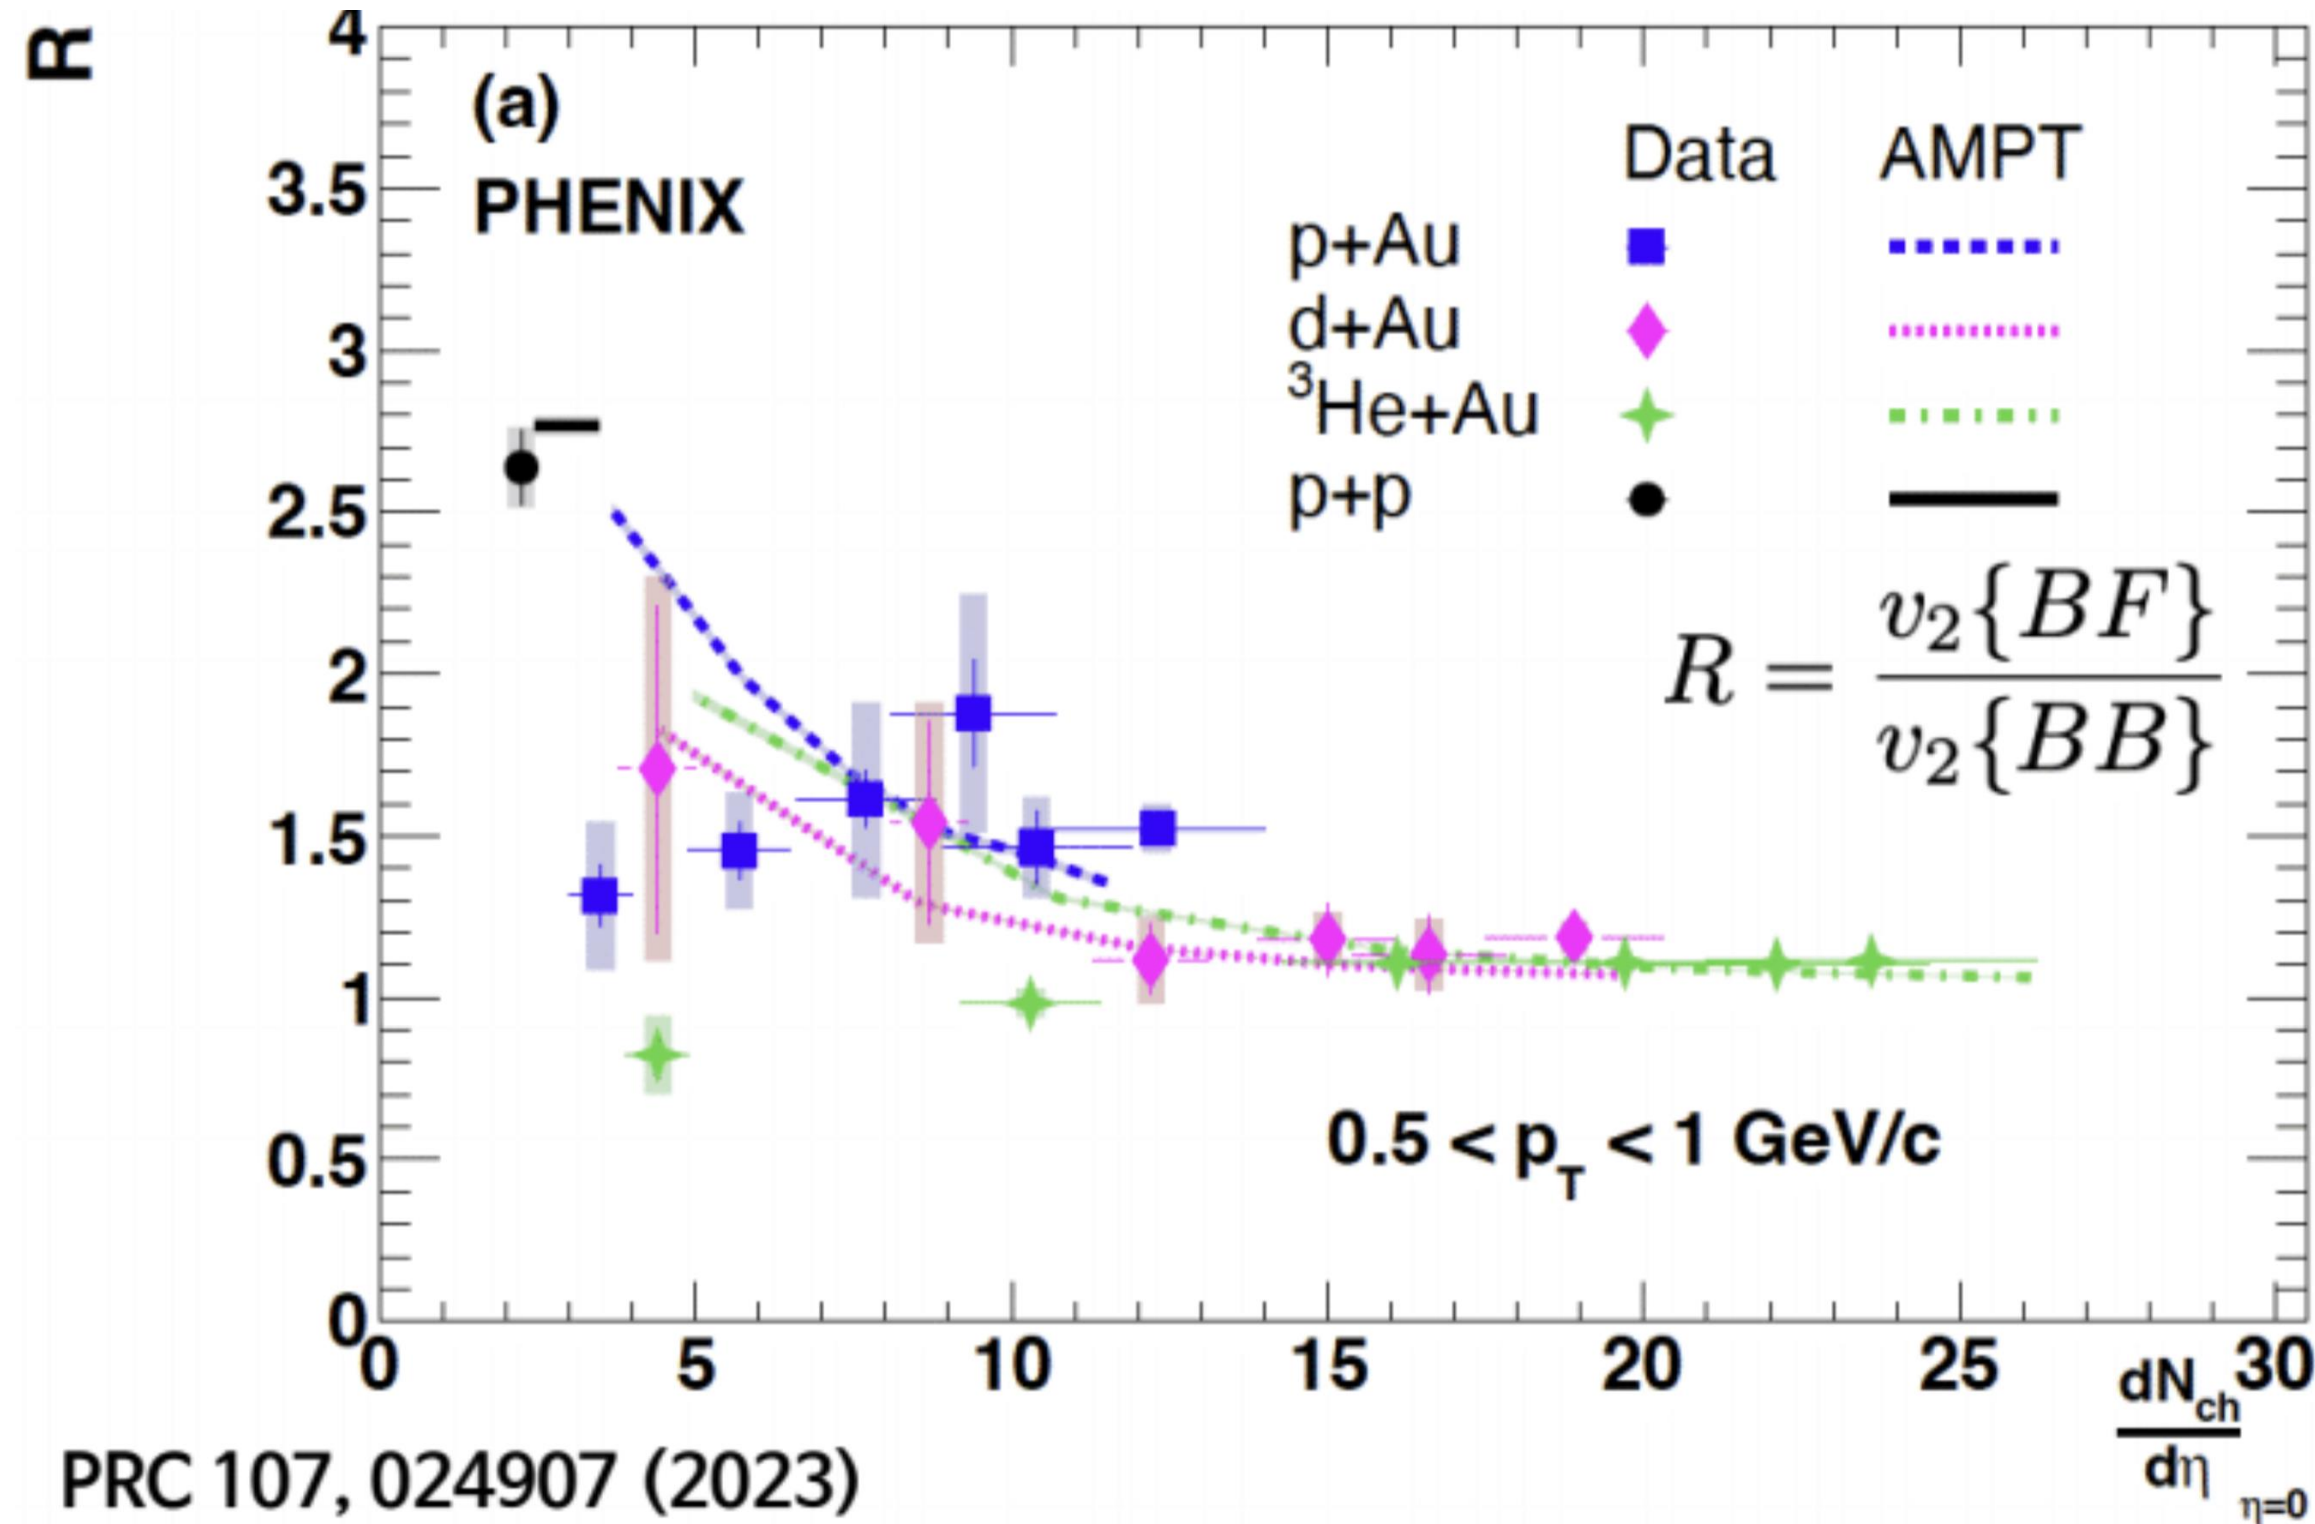 R
4
(a)
PHENIX
3.5
3
2.5
2
1.5
1
0.5
0
Data AMPT
p+Au
d+Au
³He+Au
p+p
R = v₂{BF} / v₂{BB}
0.5 < p_T < 1 GeV/c
0 5 10 15 20 25 30
dN_ch
dη η=0
PRC 107, 024907 (2023)